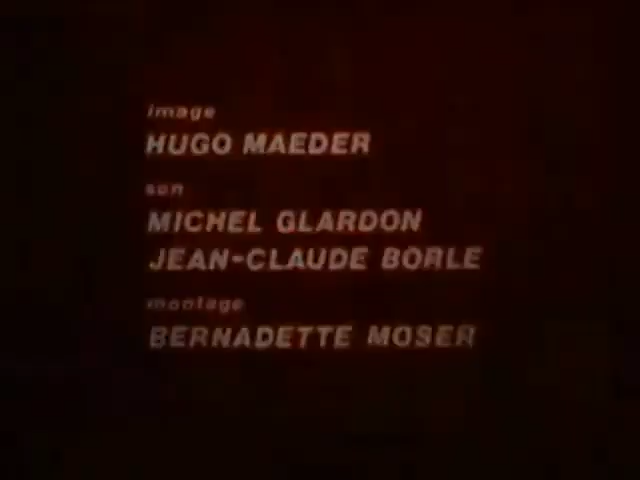 image
HUGO MAEDER
son
MICHEL GLARDON
JEAN-CLAUDE BORLE
montage
BERNADETTE MOSER